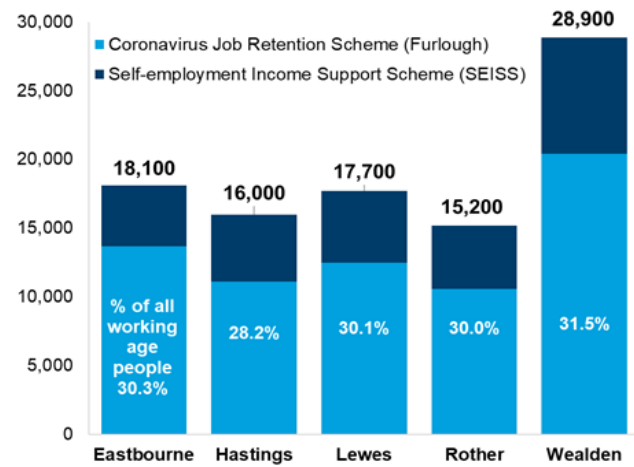 30,000
25,000
20,000
15,000
10,000
5,000
0
Coronavirus Job Retention Scheme (Furlough)
Self-employment Income Support Scheme (SEISS)
18,100
16,000
17,700
15,200
28,900
% of all
working
age
people
30.3%
28.2%
30.1%
30.0%
31.5%
Eastbourne
Hastings
Lewes
Rother
Wealden